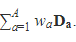 ∑_{a=1}^{A} w_a 𝐃_𝐚.